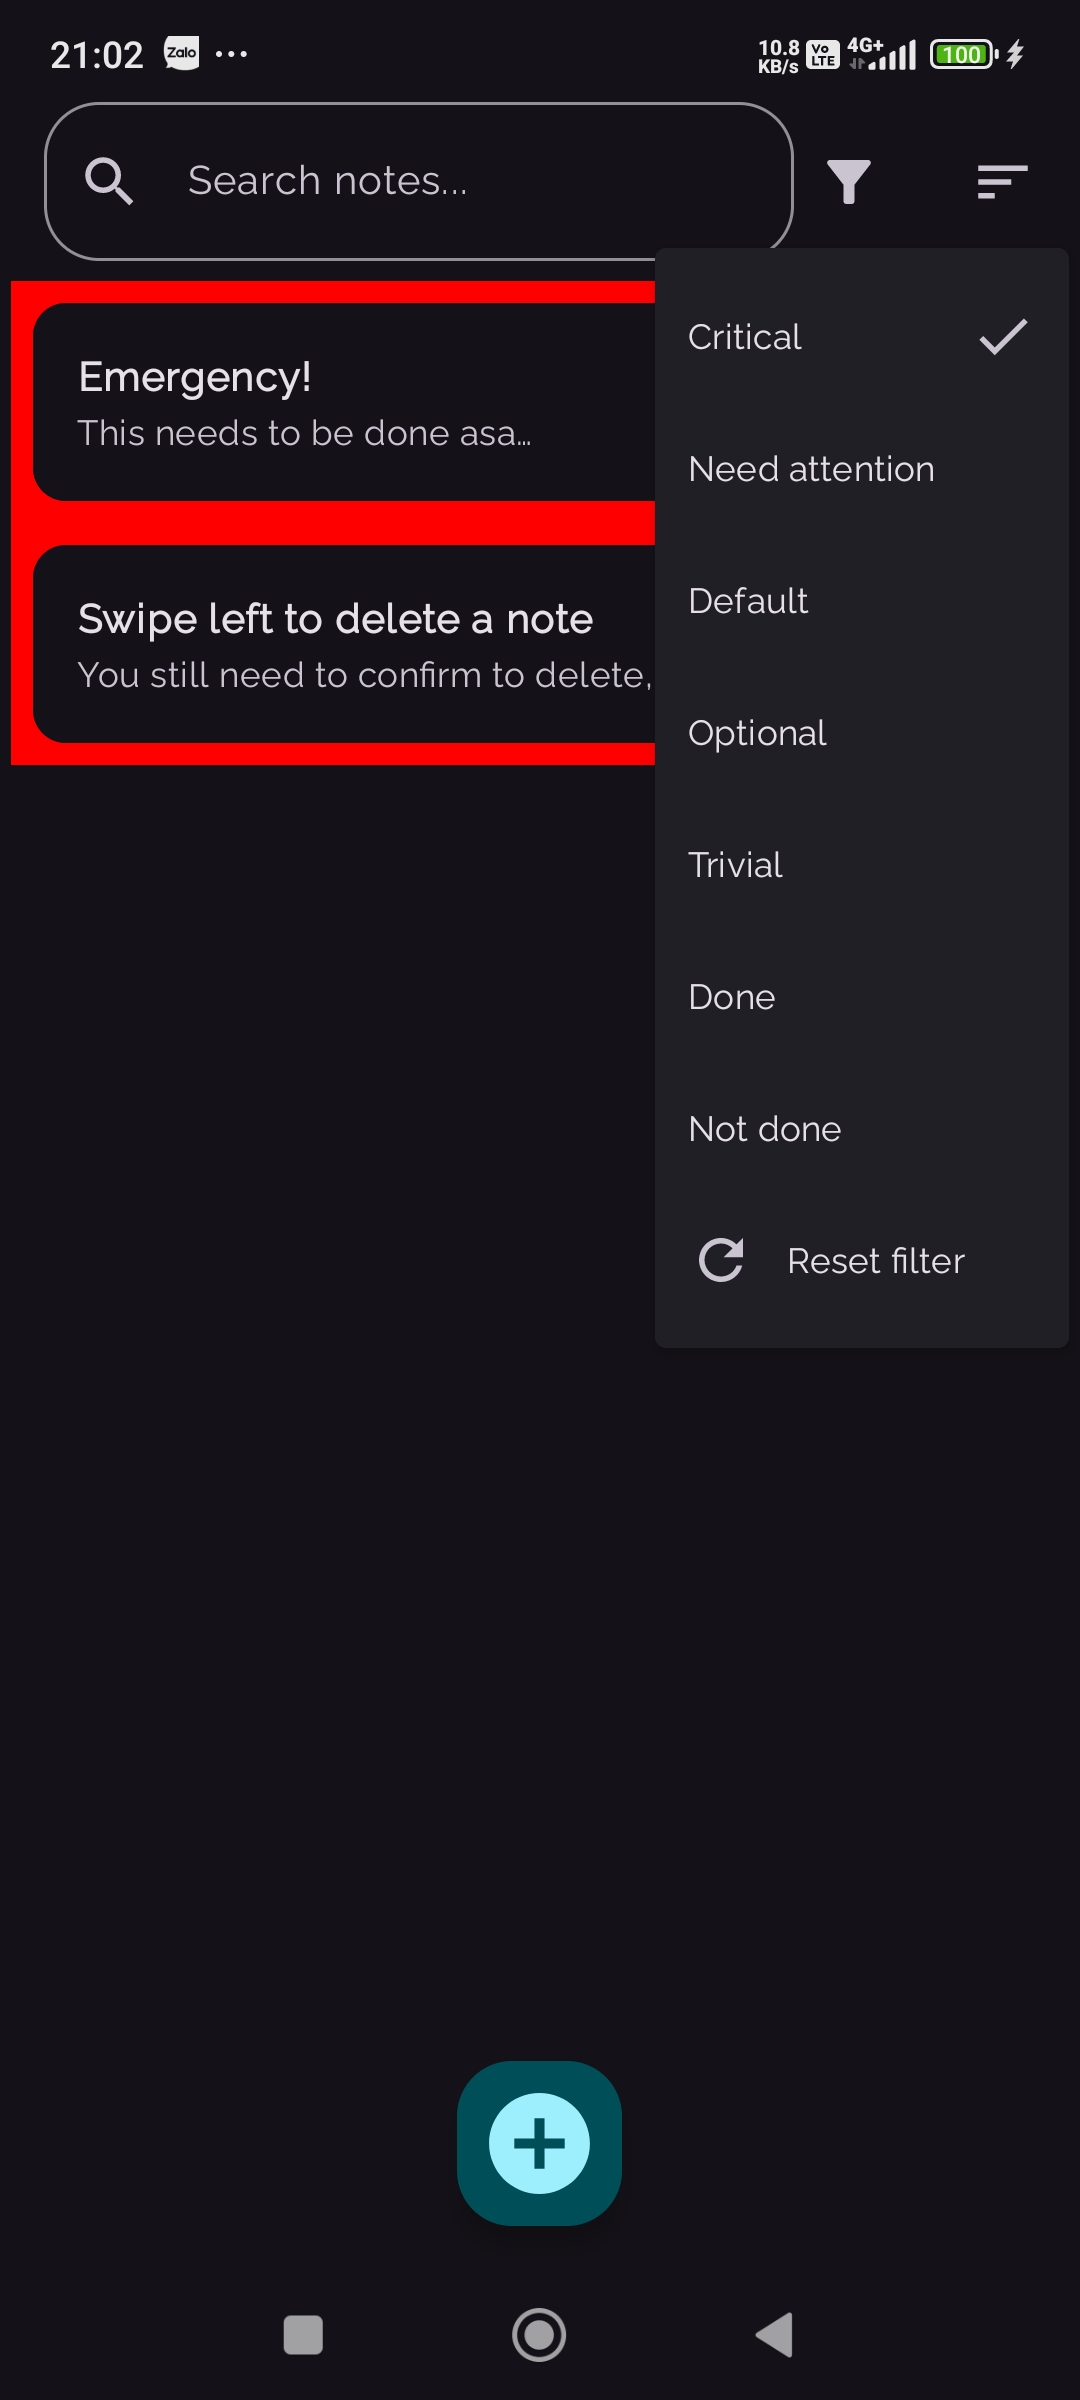 21:02 Zalo ... 10.8 KB/s Vo LTE 4G+ 100
Search notes...
Critical
Emergency!
This needs to be done asa...
Need attention
Default
Swipe left to delete a note
You still need to confirm to delete,
Optional
Trivial
Done
Not done
Reset filter